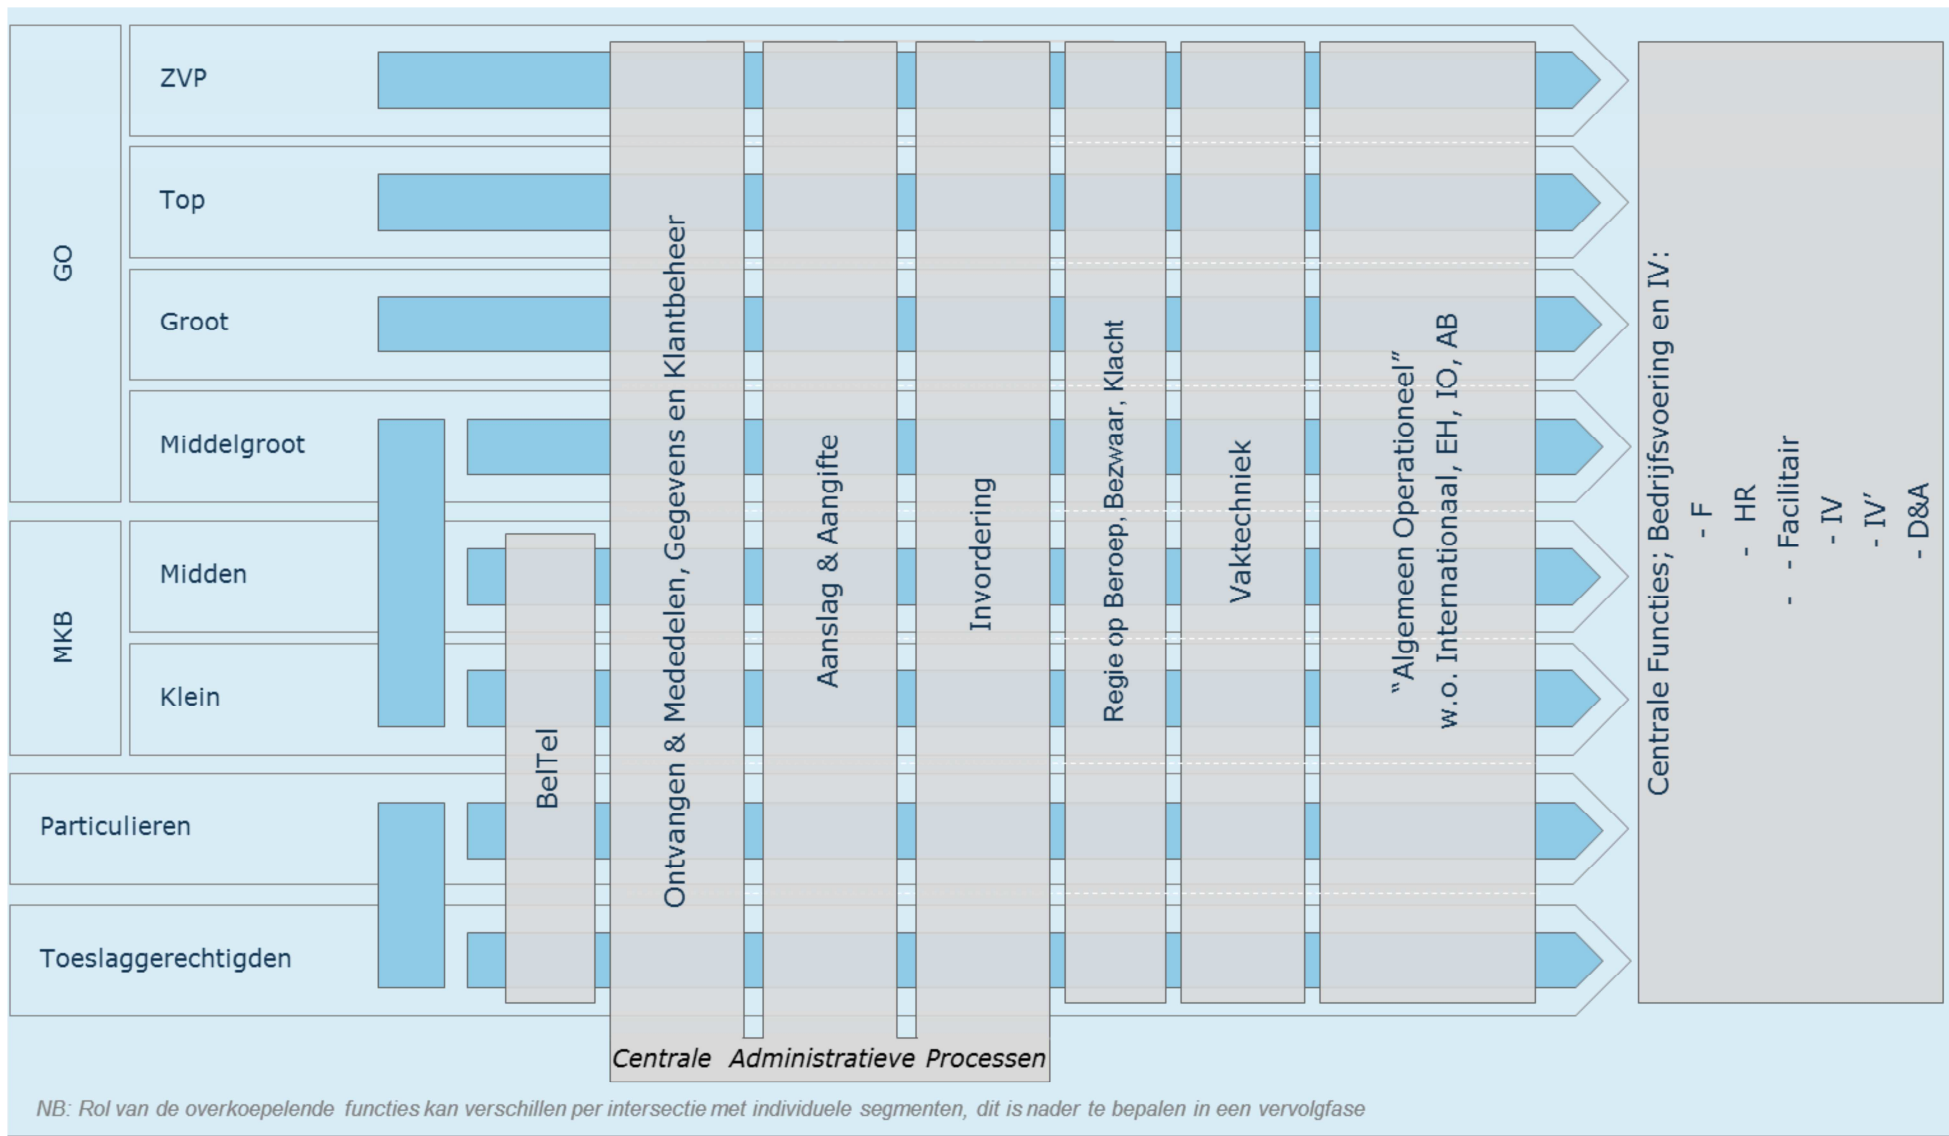 GO
ZVP
Top
Groot
Middelgroot
MKB
Midden
Klein
Particulieren
Toeslaggerechtigden
BelTel
Ontvangen & Mededelen, Gegevens en Klantbeheer
Aanslag & Aangifte
Invordering
Centrale Administratieve Processen
Regie op Beroep, Bezwaar, Klacht
Vaktechniek
“Algemeen Operationeel”
w.o. Internationaal, EH, IO, AB
Centrale Functies; Bedrijfsvoering en IV:
- F
- HR
- - Facilitair
- IV
- IV’
- D&A
NB: Rol van de overkoepelende functies kan verschillen per intersectie met individuele segmenten, dit is nader te bepalen in een vervolgfase